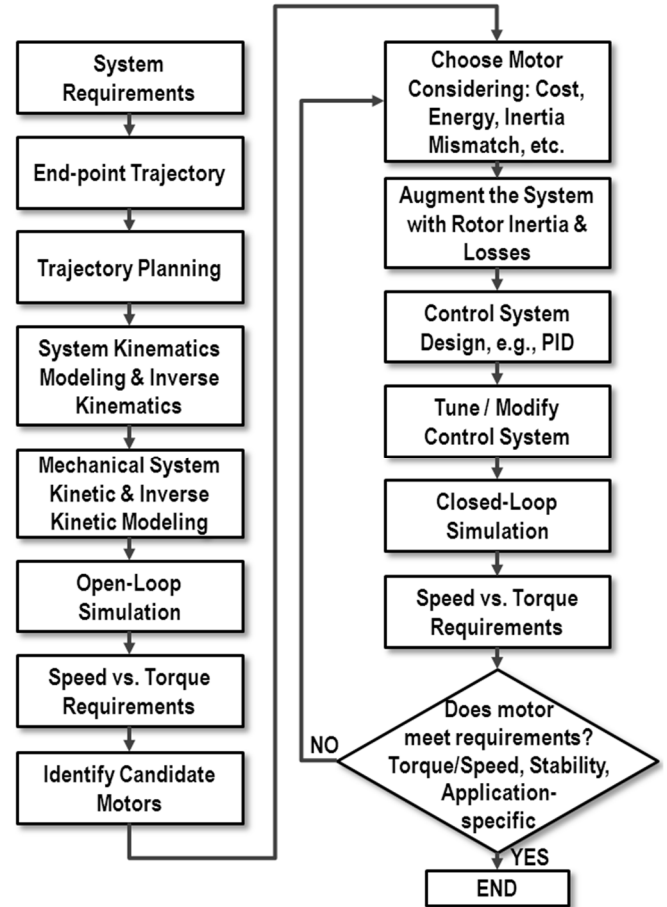 System
Requirements
End-point Trajectory
Trajectory Planning
System Kinematics
Modeling & Inverse
Kinematics
Mechanical System
Kinetic & Inverse
Kinetic Modeling
Open-Loop
Simulation
Speed vs. Torque
Requirements
Identify Candidate
Motors
Choose Motor
Considering: Cost,
Energy, Inertia
Mismatch, etc.
Augment the System
with Rotor Inertia &
Losses
Control System
Design, e.g., PID
Tune / Modify
Control System
Closed-Loop
Simulation
Speed vs. Torque
Requirements
Does motor
meet requirements?
Torque/Speed, Stability,
Application-
specific
NO
YES
END